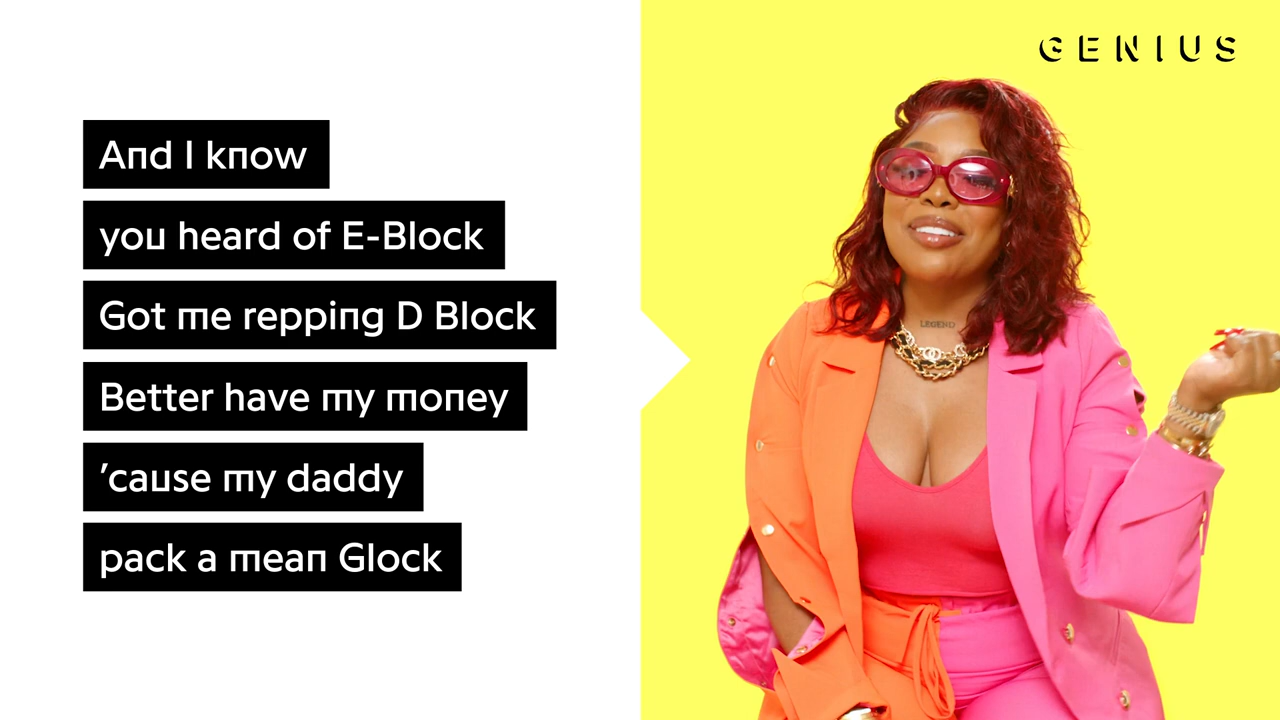 GENIUS
And I know
you heard of E-Block
Got me repping D Block
Better have my money
’cause my daddy
pack a mean Glock
LEGEND